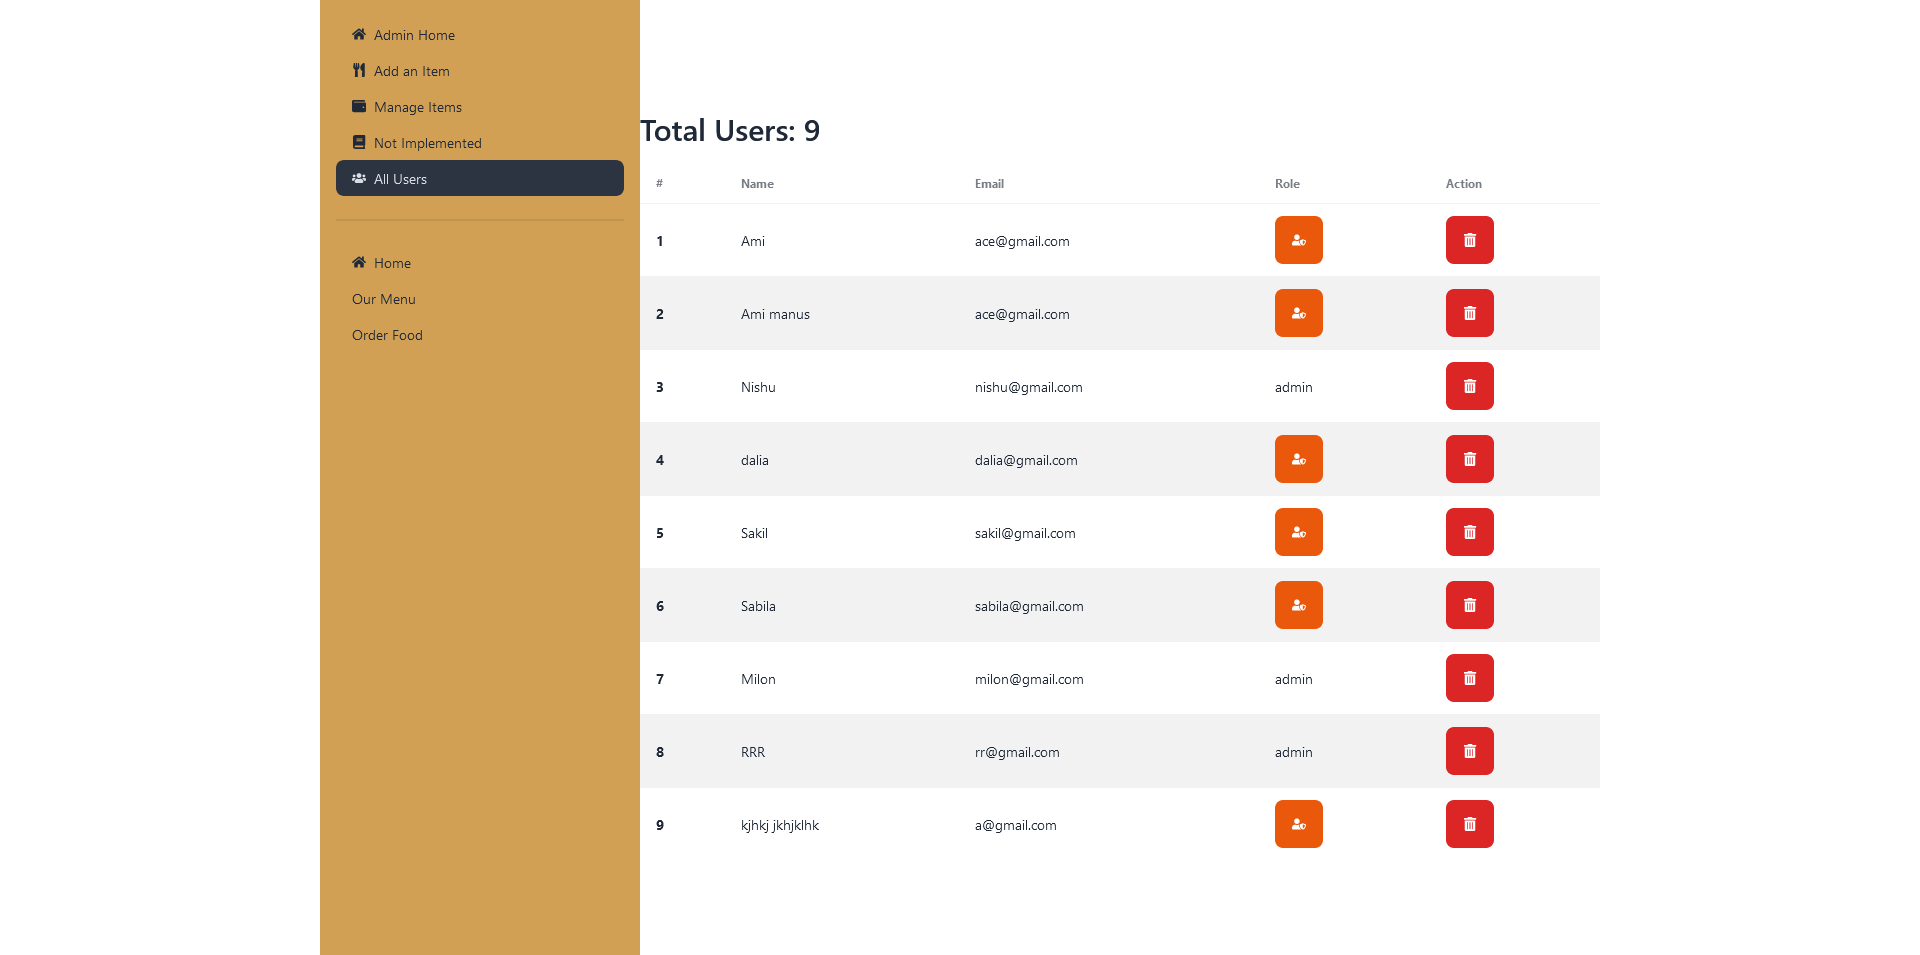 Admin Home
Add an Item
Manage Items
Not Implemented
All Users
Home
Our Menu
Order Food
Total Users: 9
# Name Email Role Action
1 Ami ace@gmail.com
2 Ami manus ace@gmail.com
3 Nishu nishu@gmail.com admin
4 dalia dalia@gmail.com
5 Sakil sakil@gmail.com
6 Sabila sabila@gmail.com
7 Milon milon@gmail.com admin
8 RRR rr@gmail.com admin
9 kjhkj jkhjklhk a@gmail.com